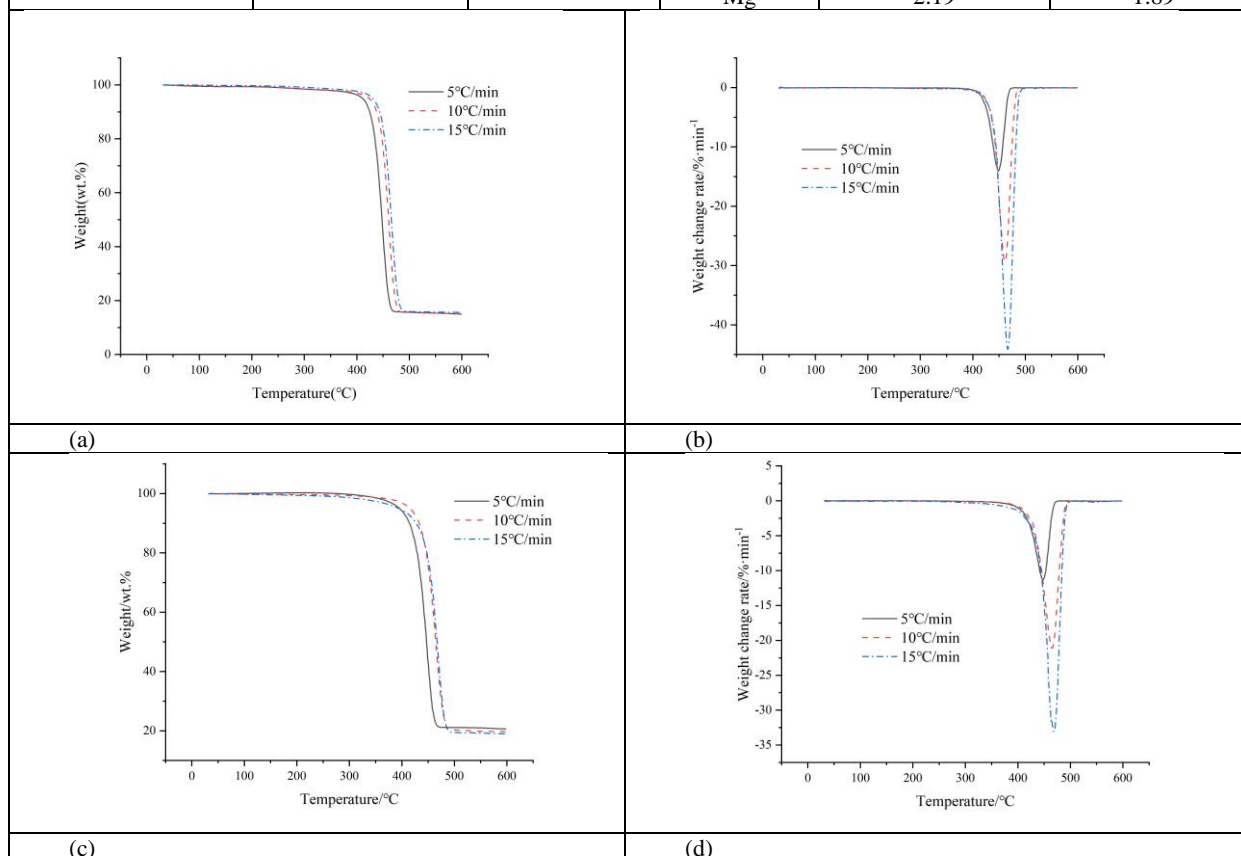 Mg 2.19 1.89
100
80
60
40
20
0
0 100 200 300 400 500 600
Weight(wt.%)
Temperature(℃)
5℃/min
10℃/min
15℃/min
0
-10
-20
-30
-40
0 100 200 300 400 500 600
Weight change rate/%·min⁻¹
Temperature/℃
5℃/min
10℃/min
15℃/min
(a) (b)
100
80
60
40
20
0 100 200 300 400 500 600
Weight/wt.%
Temperature/℃
5℃/min
10℃/min
15℃/min
5
0
-5
-10
-15
-20
-25
-30
-35
0 100 200 300 400 500 600
Weight change rate/%·min⁻¹
Temperature/℃
5℃/min
10℃/min
15℃/min
(c) (d)